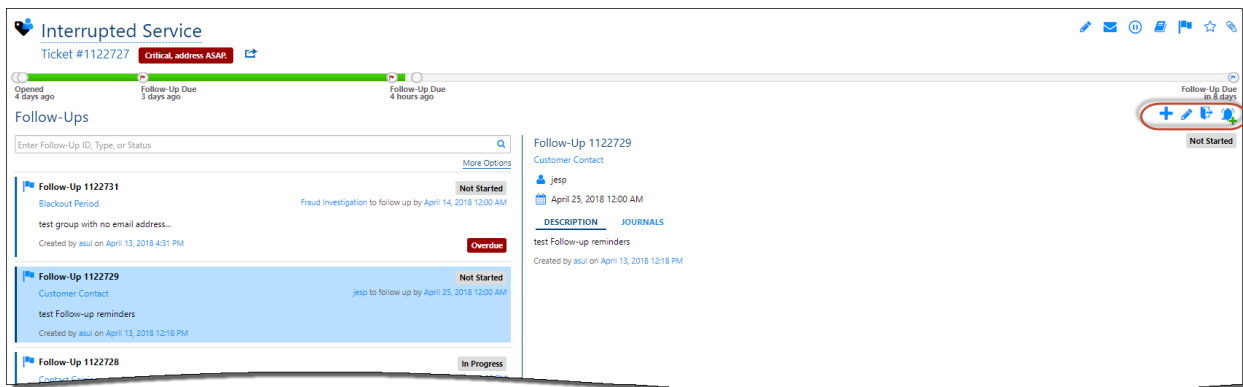 Interrupted Service
Ticket #1122727 Critical, address ASAP.
Opened
4 days ago
Follow-Up Due
3 days ago
Follow-Up Due
4 hours ago
Follow-Up Due
in 8 days
Follow-Ups
Enter Follow-Up ID, Type, or Status
More Options
Follow-Up 1122731 Not Started
Blackout Period Fraud Investigation to follow up by April 14, 2018 12:00 AM
test group with no email address...
Created by asul on April 13, 2018 4:31 PM Overdue
Follow-Up 1122729 Not Started
Customer Contact jesp to follow up by April 25, 2018 12:00 AM
test Follow-up reminders
Created by asul on April 13, 2018 12:18 PM
Follow-Up 1122728 In Progress
Follow-Up 1122729 Not Started
Customer Contact
jesp
April 25, 2018 12:00 AM
DESCRIPTION JOURNALS
test Follow-up reminders
Created by asul on April 13, 2018 12:18 PM